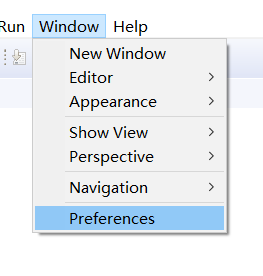 Run Window Help
New Window
Editor
Appearance
Show View
Perspective
Navigation
Preferences